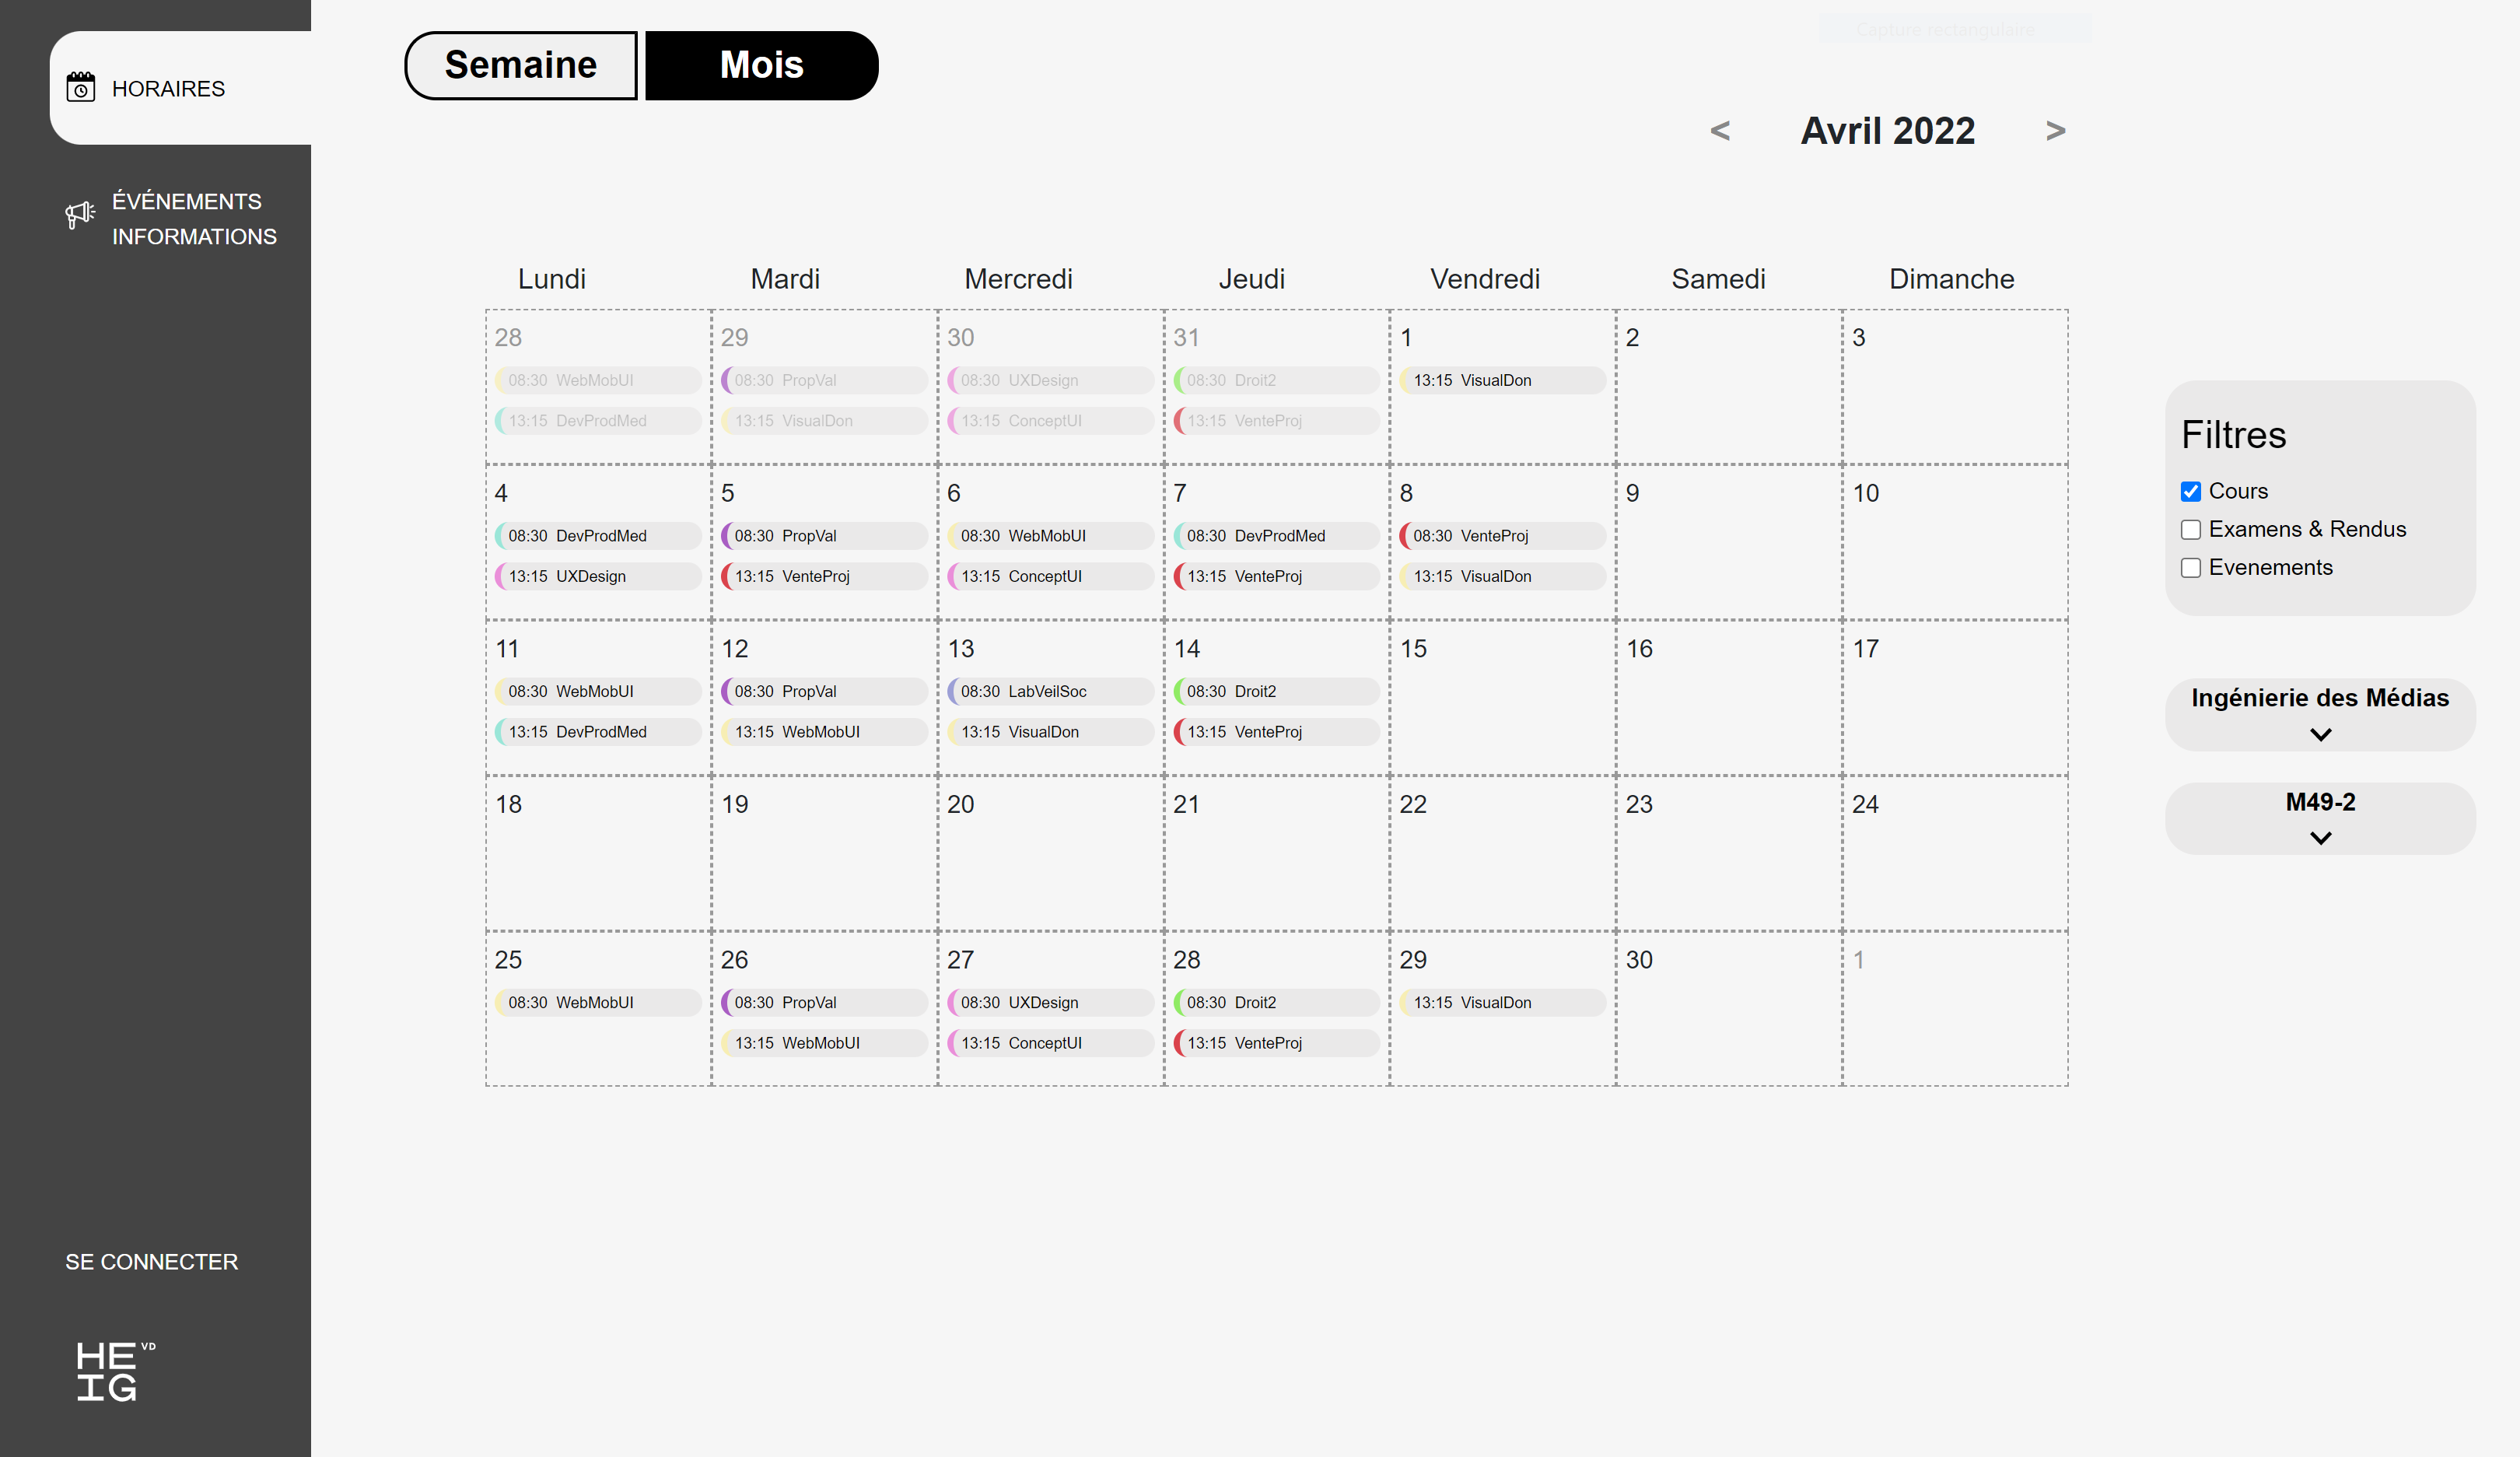 Semaine
Mois
Capture rectangulaire
HORAIRES
ÉVÉNEMENTS
INFORMATIONS
< Avril 2022 >
Lundi Mardi Mercredi Jeudi Vendredi Samedi Dimanche
28 29 30 31 1 2 3
08:30 WebMobUI 08:30 PropVal 08:30 UXDesign 08:30 Droit2 13:15 VisualDon
13:15 DevProdMed 13:15 VisualDon 13:15 ConceptUI 13:15 VenteProj
4 5 6 7 8 9 10
08:30 DevProdMed 08:30 PropVal 08:30 WebMobUI 08:30 DevProdMed 08:30 VenteProj
13:15 UXDesign 13:15 VenteProj 13:15 ConceptUI 13:15 VenteProj 13:15 VisualDon
11 12 13 14 15 16 17
08:30 WebMobUI 08:30 PropVal 08:30 LabVeilSoc 08:30 Droit2
13:15 DevProdMed 13:15 WebMobUI 13:15 VisualDon 13:15 VenteProj
18 19 20 21 22 23 24
25 26 27 28 29 30 1
08:30 WebMobUI 08:30 PropVal 08:30 UXDesign 08:30 Droit2 13:15 VisualDon
13:15 WebMobUI 13:15 ConceptUI 13:15 VenteProj
Filtres
Cours
Examens & Rendus
Evenements
Ingénierie des Médias
M49-2
SE CONNECTER
HE VD
IG